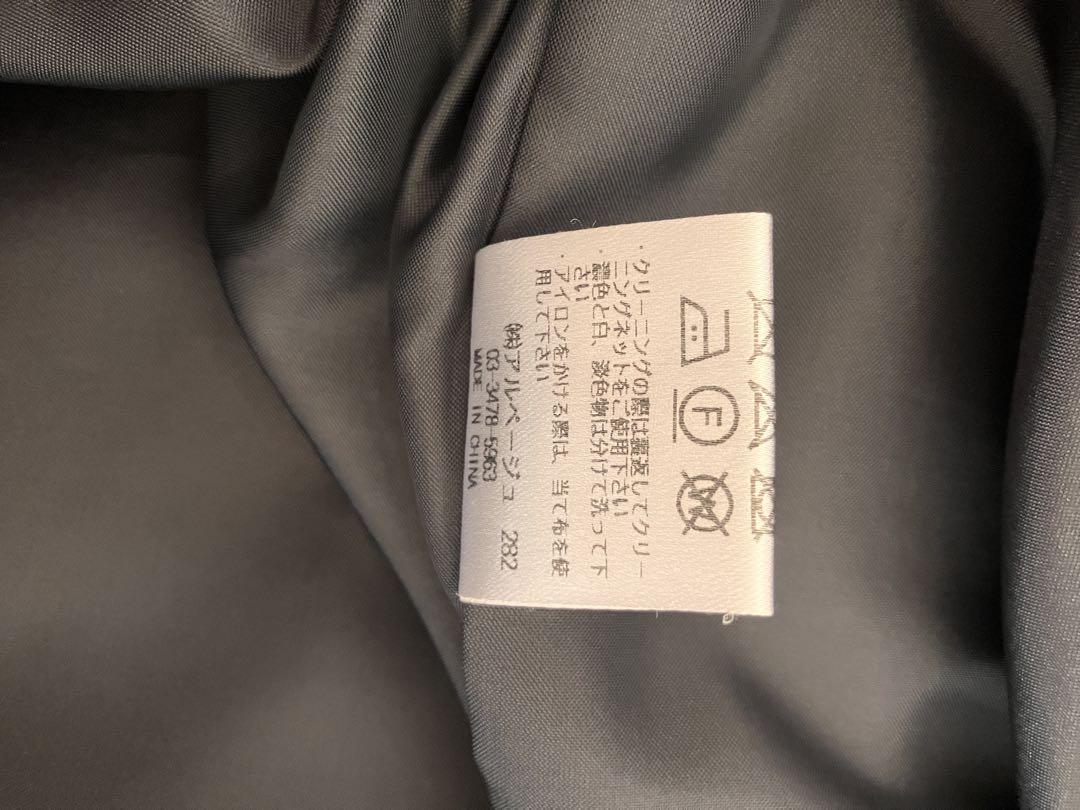 F W
・クリーニングの際は裏返してクリー
ニングネットをご使用下さい
・濃色と白、淡色物は分けて洗って下
さい
・アイロンをかける際は、当て布を使
用して下さい
㈱アルページュ 282
03-3478-5963
MADE IN CHINA